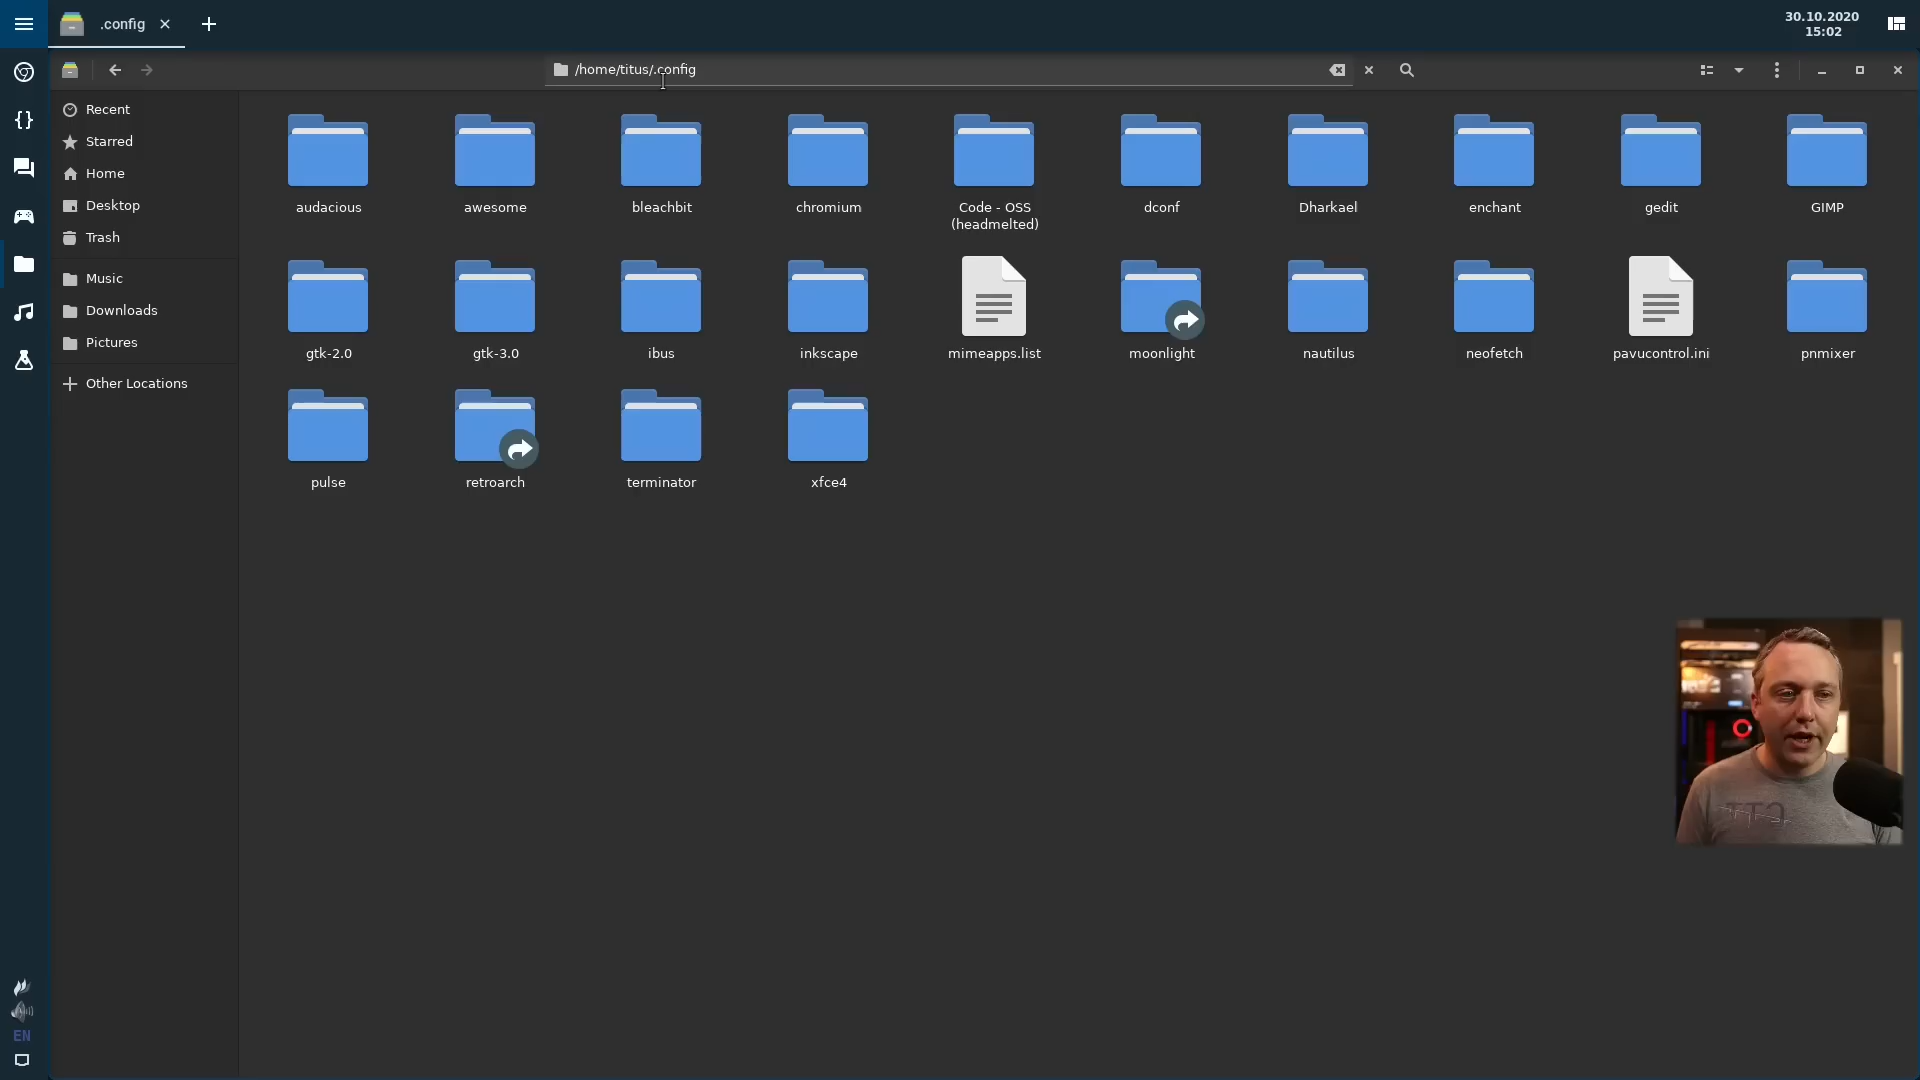 .config
30.10.2020
15:02
/home/titus/.config
Recent
Starred
Home
Desktop
Trash
Music
Downloads
Pictures
Other Locations
audacious
awesome
bleachbit
chromium
Code - OSS
(headmelted)
dconf
Dharkael
enchant
gedit
GIMP
gtk-2.0
gtk-3.0
ibus
inkscape
mimeapps.list
moonlight
nautilus
neofetch
pavucontrol.ini
pnmixer
pulse
retroarch
terminator
xfce4
EN